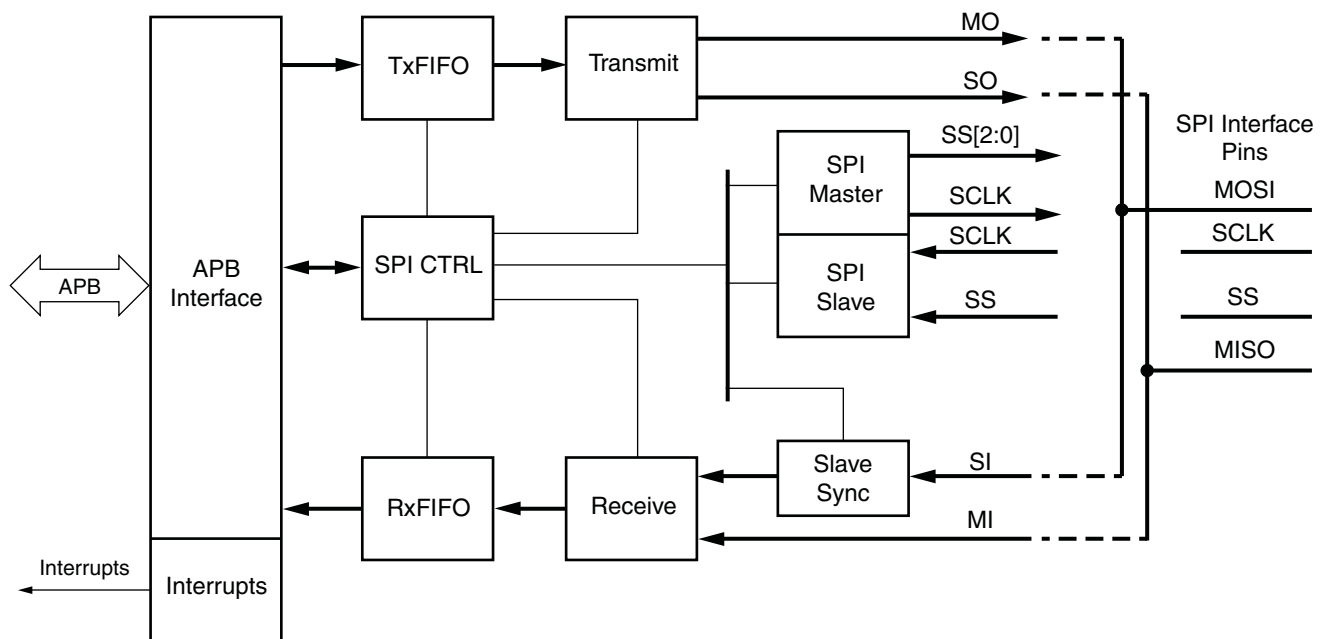 MO
TxFIFO
Transmit
SO
SPI Interface
Pins
SS[2:0]
SPI
Master
MOSI
SCLK
SCLK
SCLK
APB
APB
Interface
SPI CTRL
SPI
Slave
SS
SS
MISO
Slave
Sync
SI
RxFIFO
Receive
MI
Interrupts
Interrupts